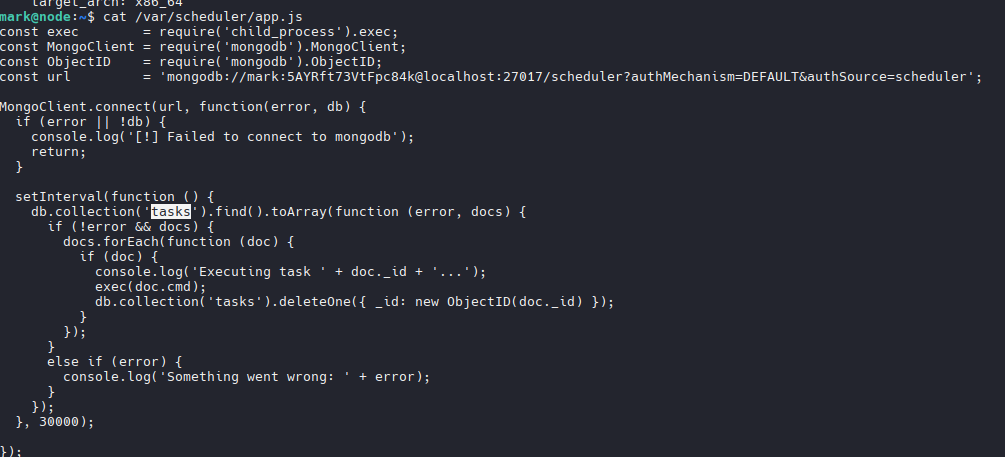 target_arch: x86_64
mark@node:~$ cat /var/scheduler/app.js
const exec        = require('child_process').exec;
const MongoClient = require('mongodb').MongoClient;
const ObjectID    = require('mongodb').ObjectID;
const url         = 'mongodb://mark:5AYRft73VtFpc84k@localhost:27017/scheduler?authMechanism=DEFAULT&authSource=scheduler';

MongoClient.connect(url, function(error, db) {
  if (error || !db) {
    console.log('[!] Failed to connect to mongodb');
    return;
  }

  setInterval(function () {
    db.collection('tasks').find().toArray(function (error, docs) {
      if (!error && docs) {
        docs.forEach(function (doc) {
          if (doc) {
            console.log('Executing task ' + doc._id + '...');
            exec(doc.cmd);
            db.collection('tasks').deleteOne({ _id: new ObjectID(doc._id) });
          }
        });
      }
      else if (error) {
        console.log('Something went wrong: ' + error);
      }
    });
  }, 30000);

});